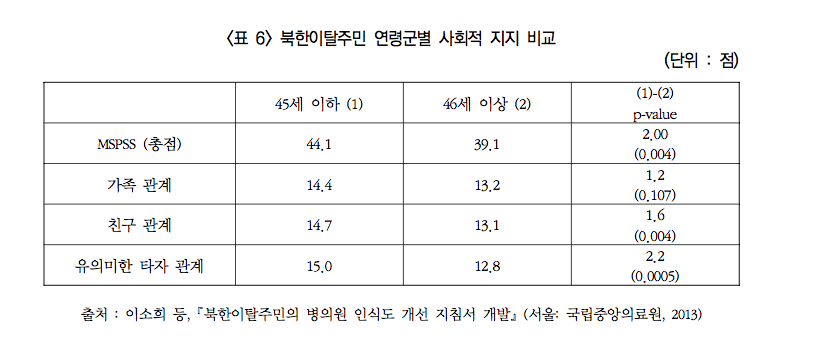 <표 6> 북한이탈주민 연령군별 사회적 지지 비교
(단위 : 점)
45세 이하 (1) 46세 이상 (2) (1)-(2) p-value
MSPSS (총점) 44.1 39.1 2.00 (0.004)
가족 관계 14.4 13.2 1.2 (0.107)
친구 관계 14.7 13.1 1.6 (0.004)
유의미한 타자 관계 15.0 12.8 2.2 (0.0005)
출처 : 이소희 등, 『북한이탈주민의 병의원 인식도 개선 지침서 개발』 (서울: 국립중앙의료원, 2013)